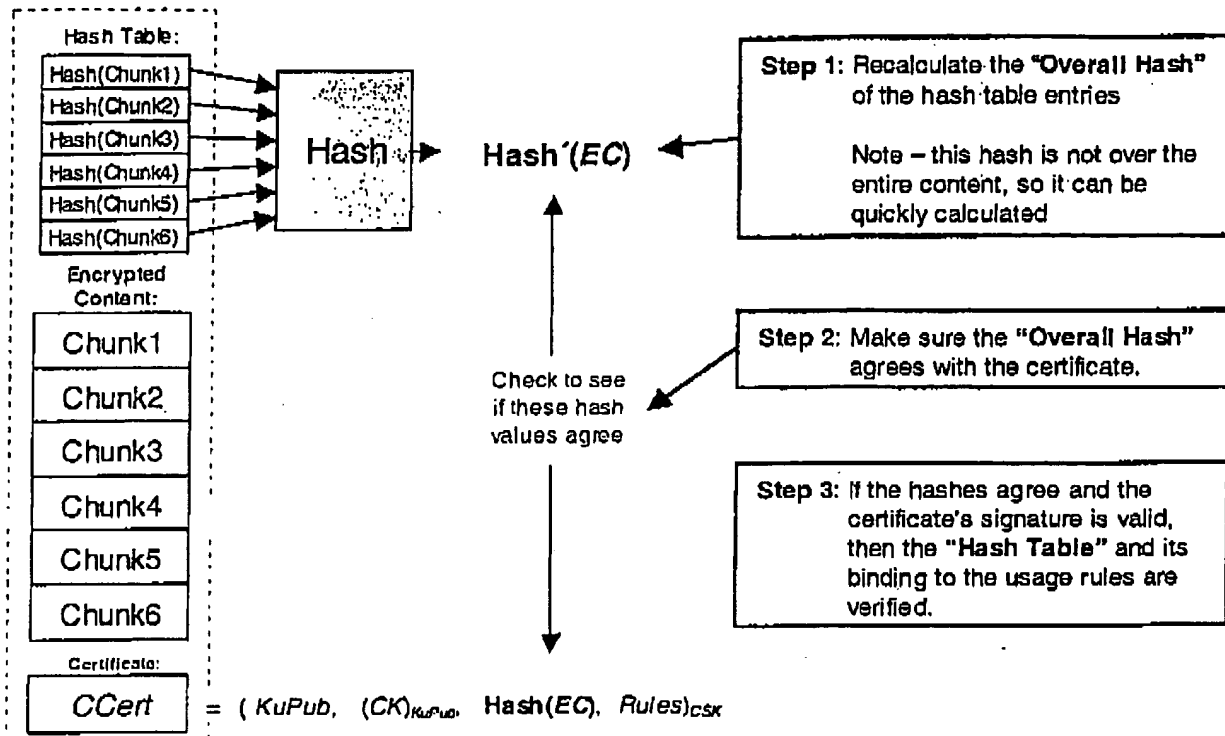 Hash Table:
Hash(Chunk1)
Hash(Chunk2)
Hash(Chunk3)
Hash(Chunk4)
Hash(Chunk5)
Hash(Chunk6)
Hash
Hash´(EC)
Step 1: Recalculate the "Overall Hash"
of the hash table entries
Note – this hash is not over the
entire content, so it can be
quickly calculated
Encrypted
Content:
Chunk1
Chunk2
Chunk3
Chunk4
Chunk5
Chunk6
Check to see
if these hash
values agree
Step 2: Make sure the "Overall Hash"
agrees with the certificate.
Step 3: If the hashes agree and the
certificate's signature is valid,
then the "Hash Table" and its
binding to the usage rules are
verified.
Certificate:
CCert = ( KuPub, (CK)KuPub, Hash(EC), Rules)CSK